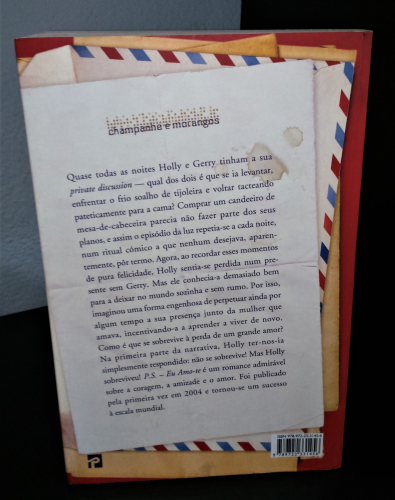 champanhe e morangos
Quase todas as noites Holly e Gerry tinham a sua
private discussion — qual dos dois é que se ia levantar,
enfrentar o frio soalho de tijoleira e voltar tacteando
pateticamente para a cama? Comprar um candeeiro de
mesa-de-cabeceira parecia não fazer parte dos seus
planos, e assim o episódio da luz repetia-se a cada noite,
num ritual cómico a que nenhum desejava, aparen-
temente, pôr termo. Agora, ao recordar esses momentos
de pura felicidade, Holly sentia-se perdida num pre-
sente sem Gerry. Mas ele conhecia-a demasiado bem
para a deixar no mundo sozinha e sem rumo. Por isso,
imaginou uma forma engenhosa de perpetuar ainda por
algum tempo a sua presença junto da mulher que
amava, incentivando-a a aprender a viver de novo.
Como é que se sobrevive à perda de um grande amor?
Na primeira parte da narrativa, Holly ter-nos-ia
simplesmente respondido: não se sobrevive! Mas Holly
sobreviveu! P.S. – Eu Amo-te é um romance admirável
sobre a coragem, a amizade e o amor. Foi publicado
pela primeira vez em 2004 e tornou-se um sucesso
à escala mundial.